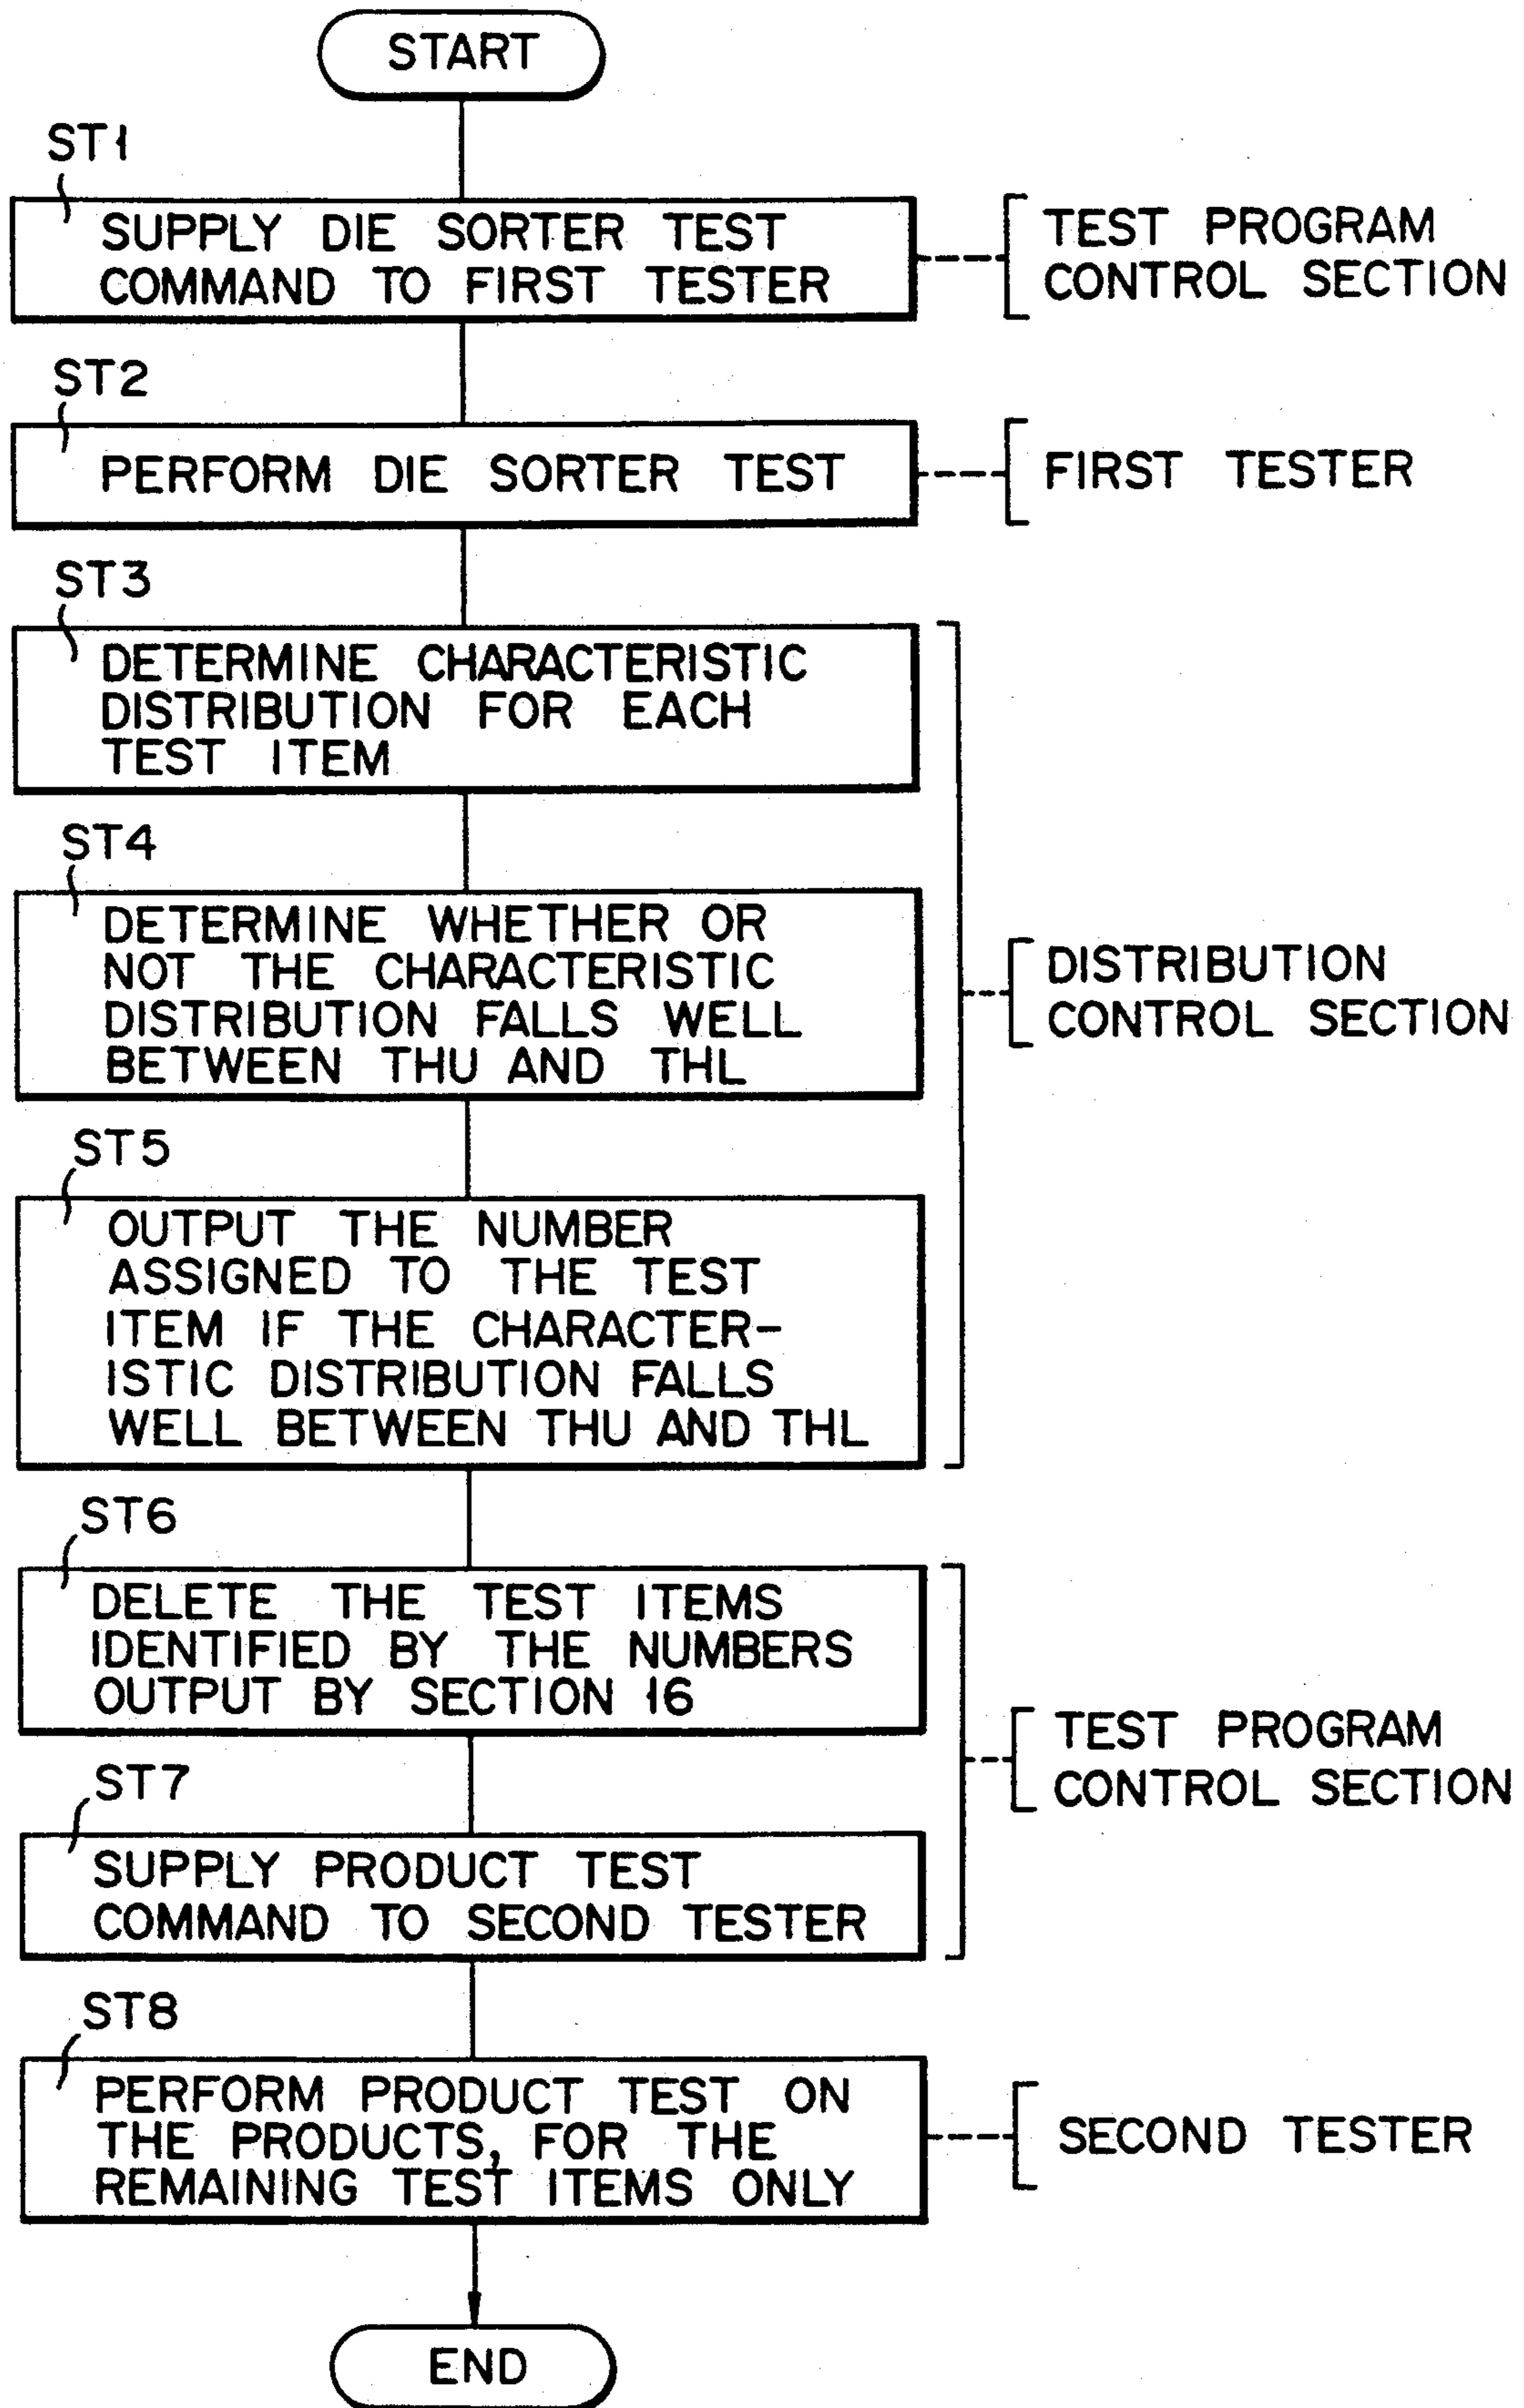 START
ST1
SUPPLY DIE SORTER TEST
COMMAND TO FIRST TESTER
TEST PROGRAM
CONTROL SECTION
ST2
PERFORM DIE SORTER TEST
FIRST TESTER
ST3
DETERMINE CHARACTERISTIC
DISTRIBUTION FOR EACH
TEST ITEM
ST4
DETERMINE WHETHER OR
NOT THE CHARACTERISTIC
DISTRIBUTION FALLS WELL
BETWEEN THU AND THL
DISTRIBUTION
CONTROL SECTION
ST5
OUTPUT THE NUMBER
ASSIGNED TO THE TEST
ITEM IF THE CHARACTER-
ISTIC DISTRIBUTION FALLS
WELL BETWEEN THU AND THL
ST6
DELETE THE TEST ITEMS
IDENTIFIED BY THE NUMBERS
OUTPUT BY SECTION 16
TEST PROGRAM
CONTROL SECTION
ST7
SUPPLY PRODUCT TEST
COMMAND TO SECOND TESTER
ST8
PERFORM PRODUCT TEST ON
THE PRODUCTS, FOR THE
REMAINING TEST ITEMS ONLY
SECOND TESTER
END